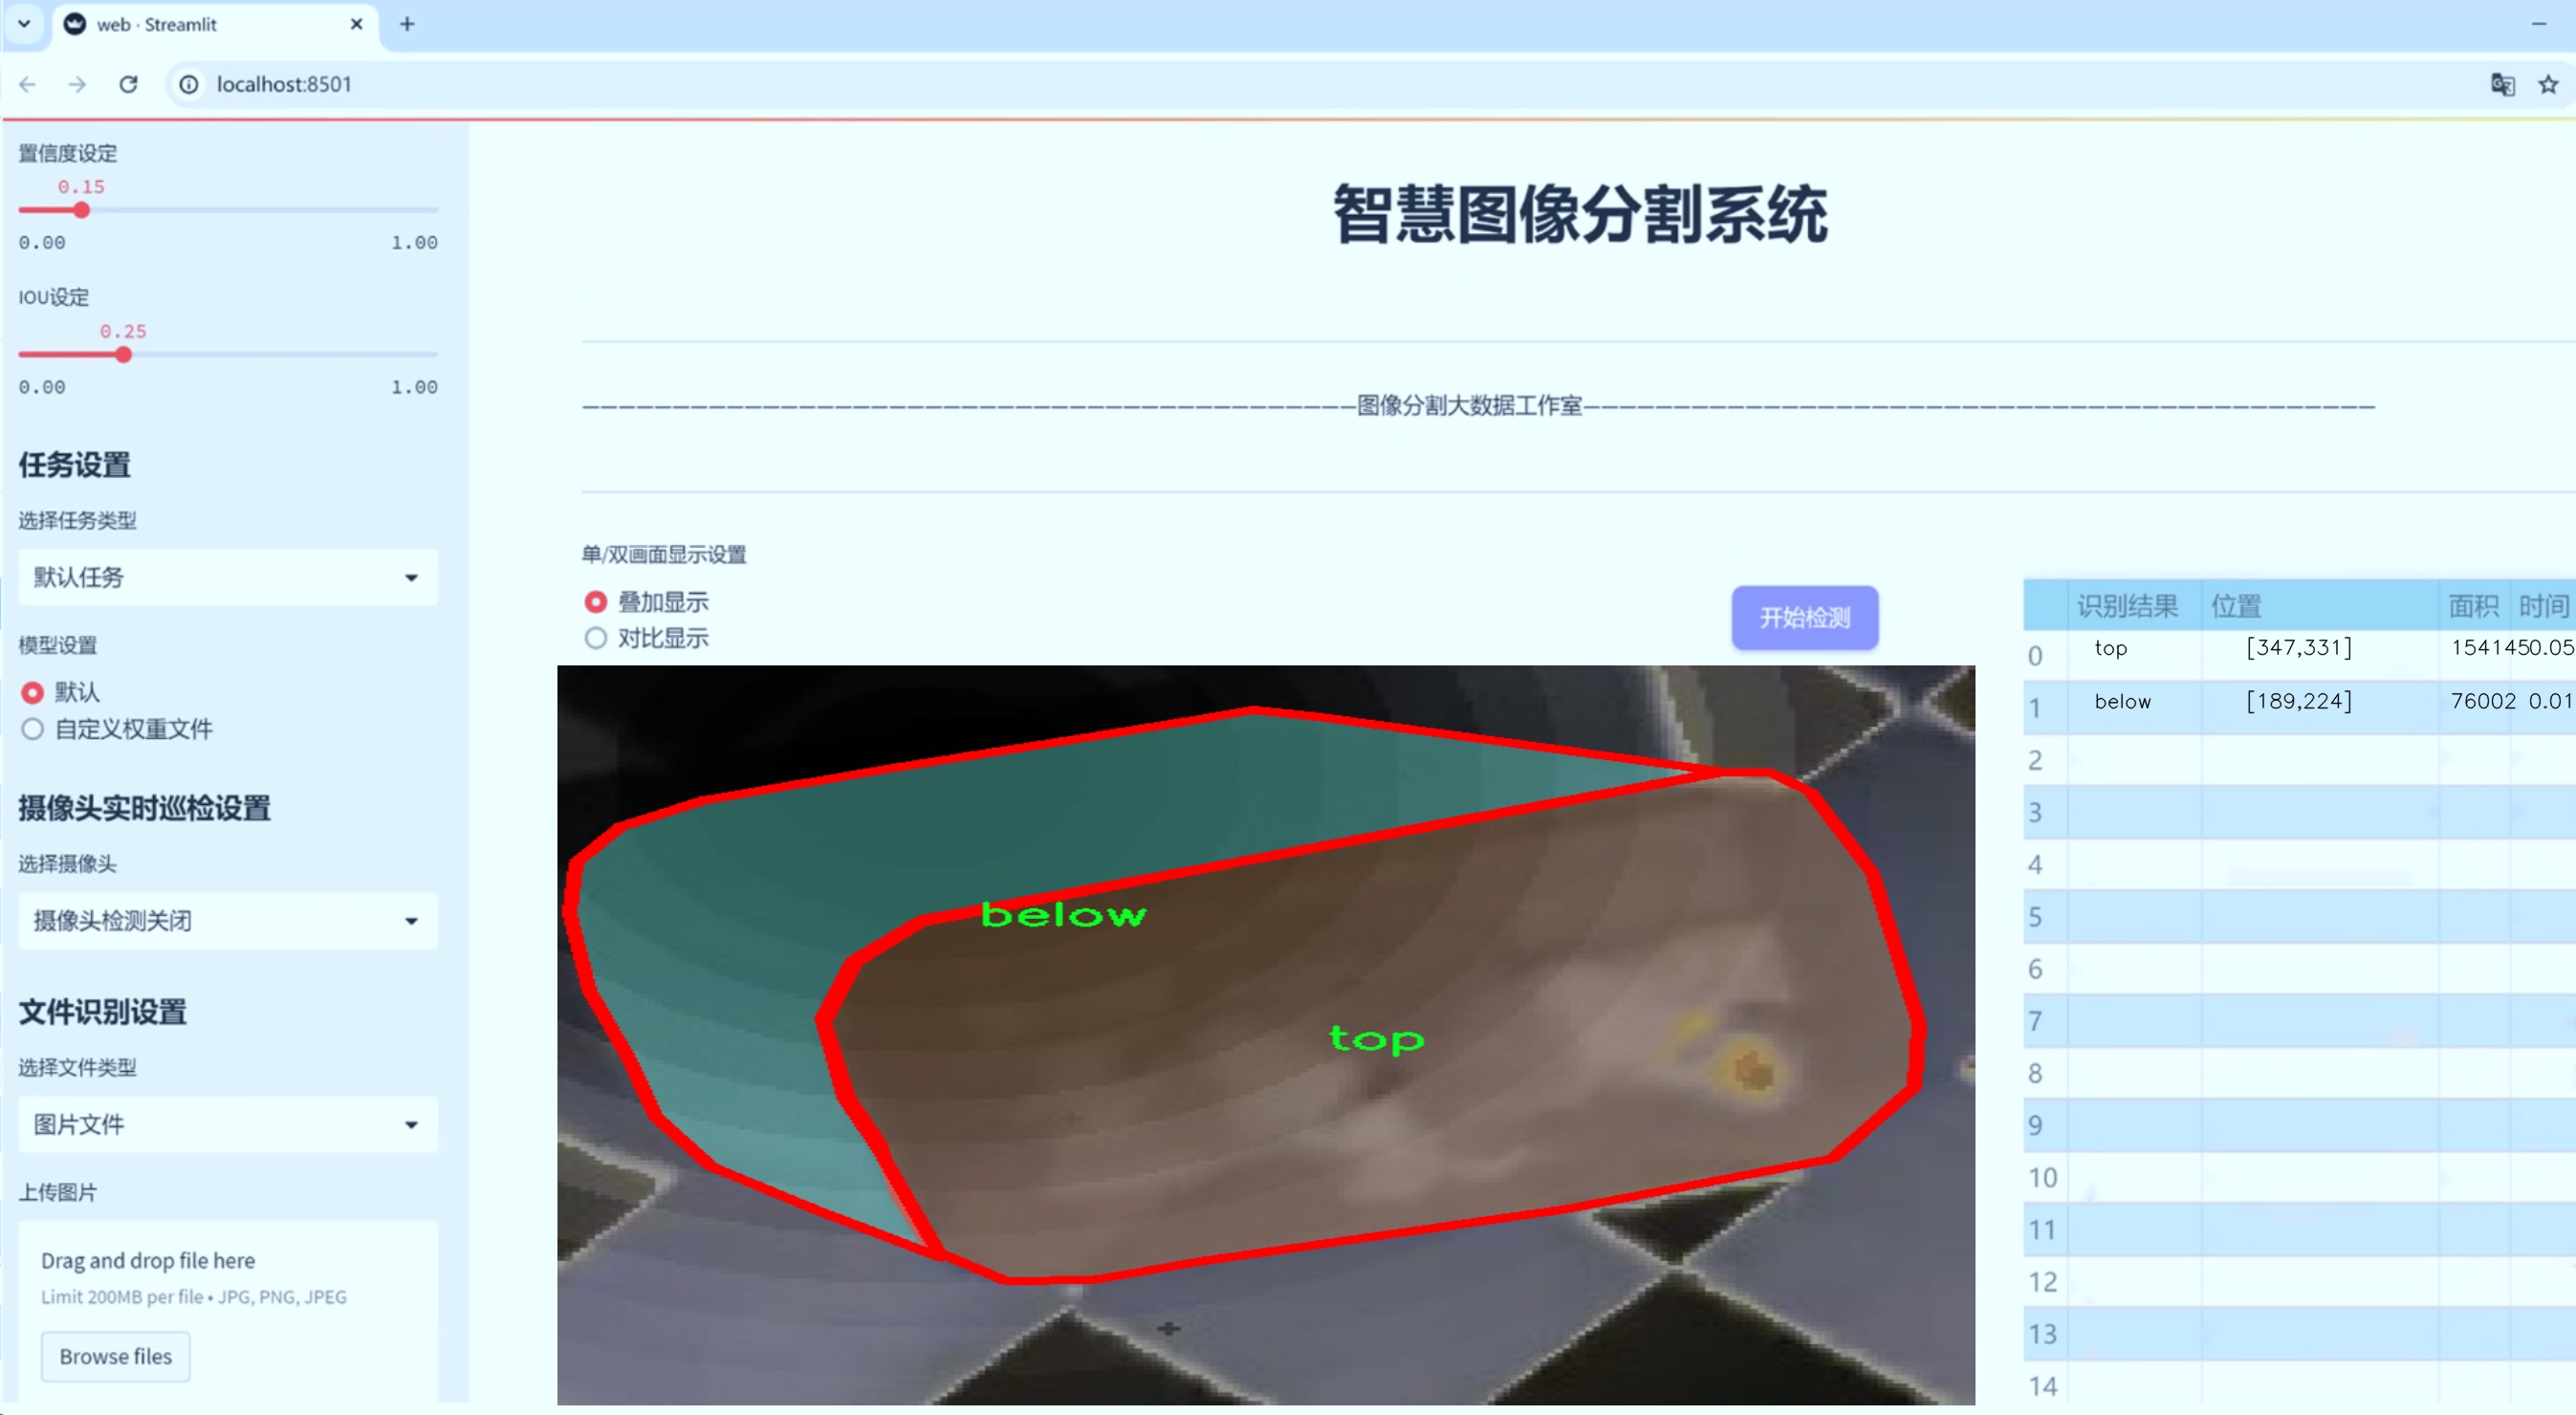 web · Streamlit
localhost:8501
置信度设定
0.15
0.00 1.00
IOU设定
0.25
0.00 1.00
任务设置
选择任务类型
默认任务
模型设置
默认
自定义权重文件
摄像头实时巡检设置
选择摄像头
摄像头检测关闭
文件识别设置
选择文件类型
图片文件
上传图片
Drag and drop file here
Limit 200MB per file • JPG, PNG, JPEG
Browse files
智慧图像分割系统
图像分割大数据工作室
单/双画面显示设置
叠加显示
对比显示
开始检测
below
top
识别结果 位置 面积 时间
0 top [347,331] 1541450.05
1 below [189,224] 76002 0.01
2
3
4
5
6
7
8
9
10
11
12
13
14